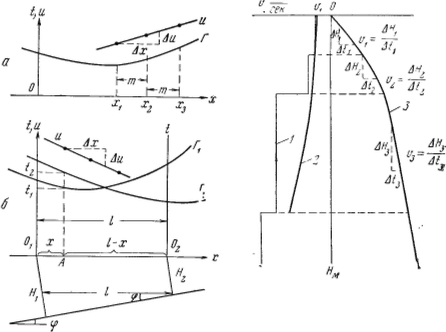 t,u
u
Δu
Δx
Г
а
m
m
0
x₁ x₂ x₃ x
t,u
t
u
Δx
Δu
Г₁
t₂
t₁
Г₂
б
l
O₁ x l-x O₂
A
x
H₁
l
H₂
φ
φ
сек
v₁
0
ΔH₁
Δt₁
v₁ = ΔH₁/Δt₁
ΔH₂
Δt₂
v₂ = ΔH₂/Δt₂
3
1
2
ΔH₃
Δt₃
v₃ = ΔH₃/Δt₃
Hм